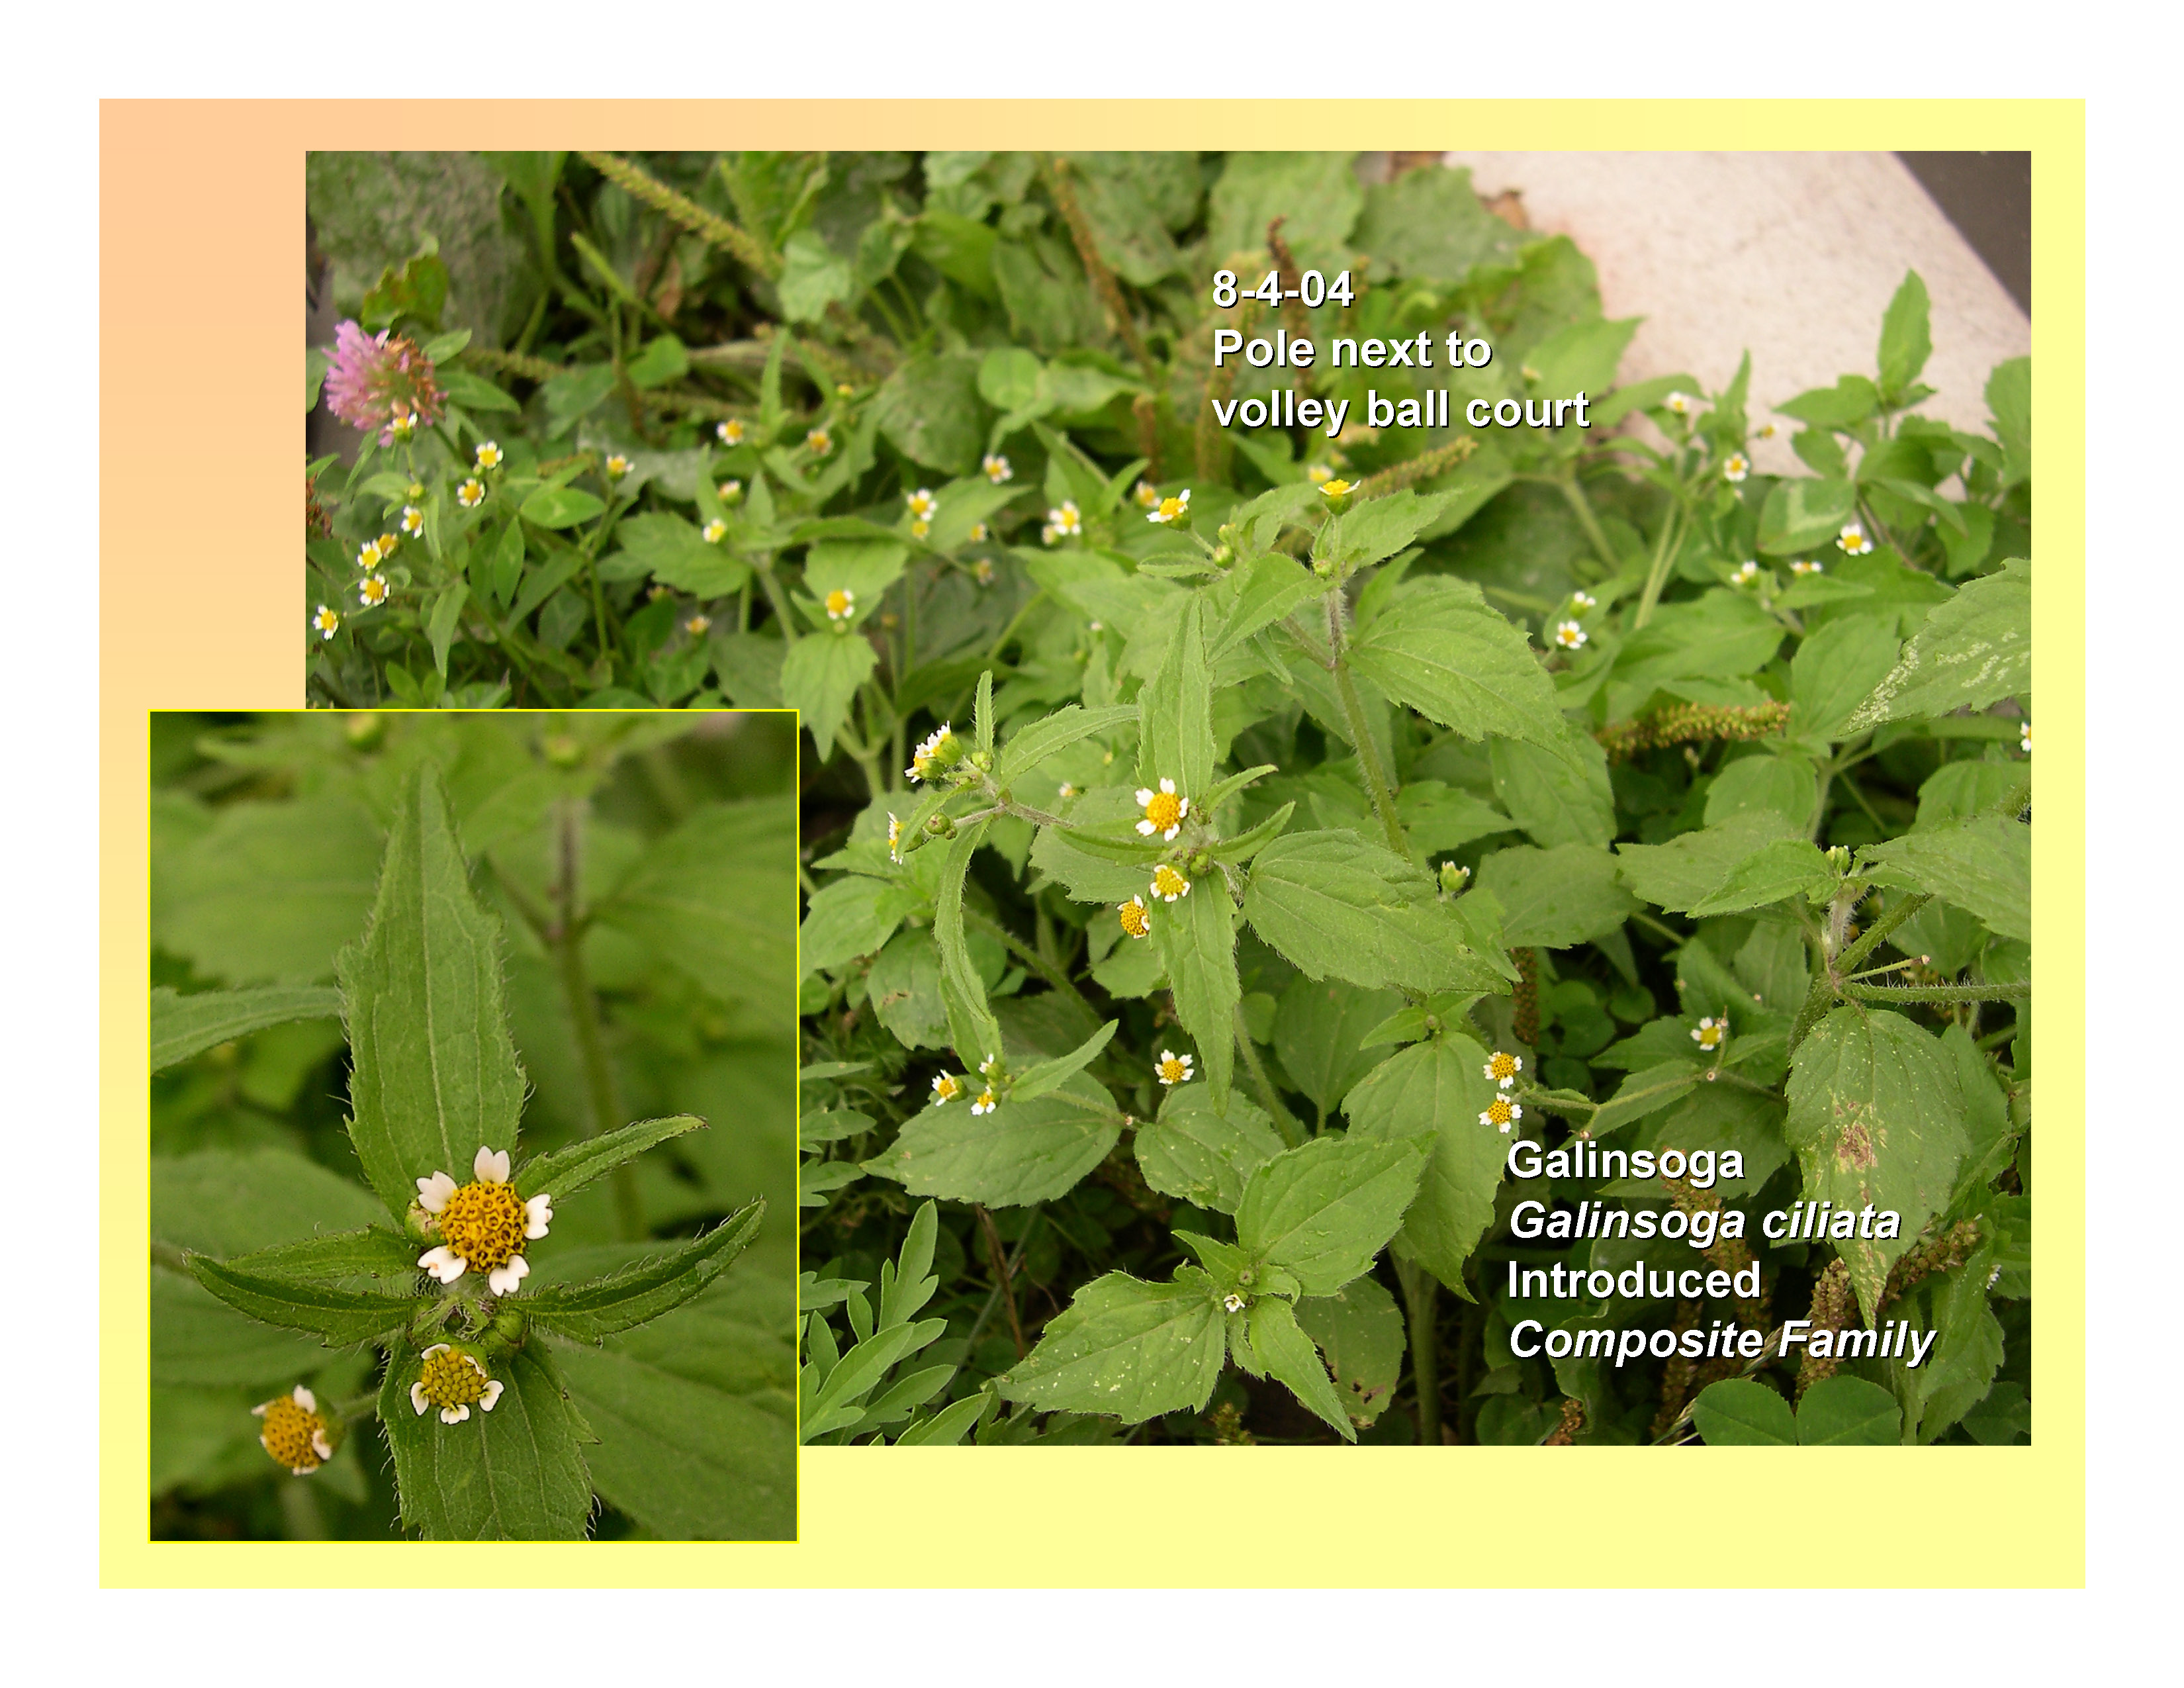 8-4-04
Pole next to
volley ball court
Galinsoga
Galinsoga ciliata
Introduced
Composite Family